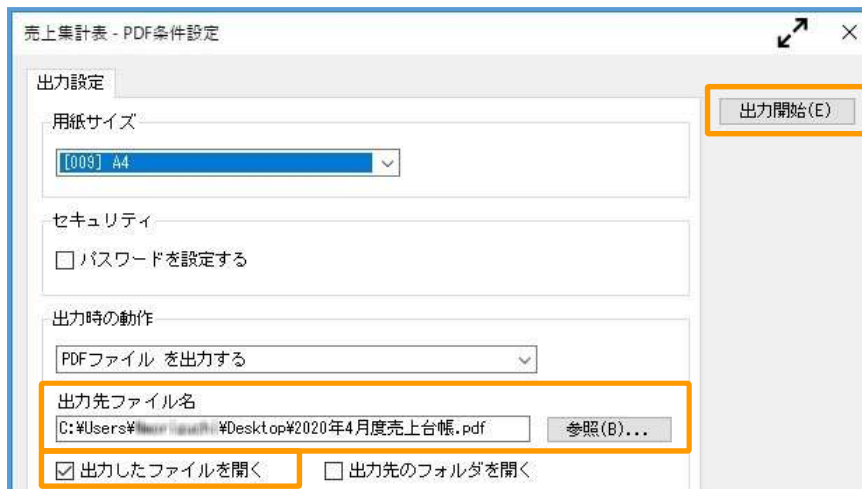 売上集計表 - PDF条件設定
出力設定
出力開始(E)
用紙サイズ
[009] A4
セキュリティ
パスワードを設定する
出力時の動作
PDFファイル を出力する
出力先ファイル名
C:¥Users¥ ¥Desktop¥2020年4月度売上台帳.pdf
参照(B)...
出力したファイルを開く
出力先のフォルダを開く